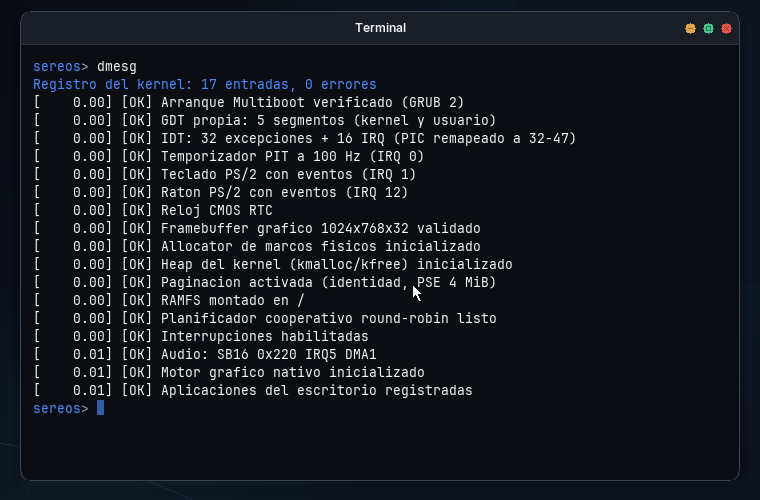 Terminal
sereos> dmesg
Registro del kernel: 17 entradas, 0 errores
[    0.00] [OK] Arranque Multiboot verificado (GRUB 2)
[    0.00] [OK] GDT propia: 5 segmentos (kernel y usuario)
[    0.00] [OK] IDT: 32 excepciones + 16 IRQ (PIC remapeado a 32-47)
[    0.00] [OK] Temporizador PIT a 100 Hz (IRQ 0)
[    0.00] [OK] Teclado PS/2 con eventos (IRQ 1)
[    0.00] [OK] Raton PS/2 con eventos (IRQ 12)
[    0.00] [OK] Reloj CMOS RTC
[    0.00] [OK] Framebuffer grafico 1024x768x32 validado
[    0.00] [OK] Allocator de marcos fisicos inicializado
[    0.00] [OK] Heap del kernel (kmalloc/kfree) inicializado
[    0.00] [OK] Paginacion activada (identidad, PSE 4 MiB)
[    0.00] [OK] RAMFS montado en /
[    0.00] [OK] Planificador cooperativo round-robin listo
[    0.00] [OK] Interrupciones habilitadas
[    0.01] [OK] Audio: SB16 0x220 IRQ5 DMA1
[    0.01] [OK] Motor grafico nativo inicializado
[    0.01] [OK] Aplicaciones del escritorio registradas
sereos>